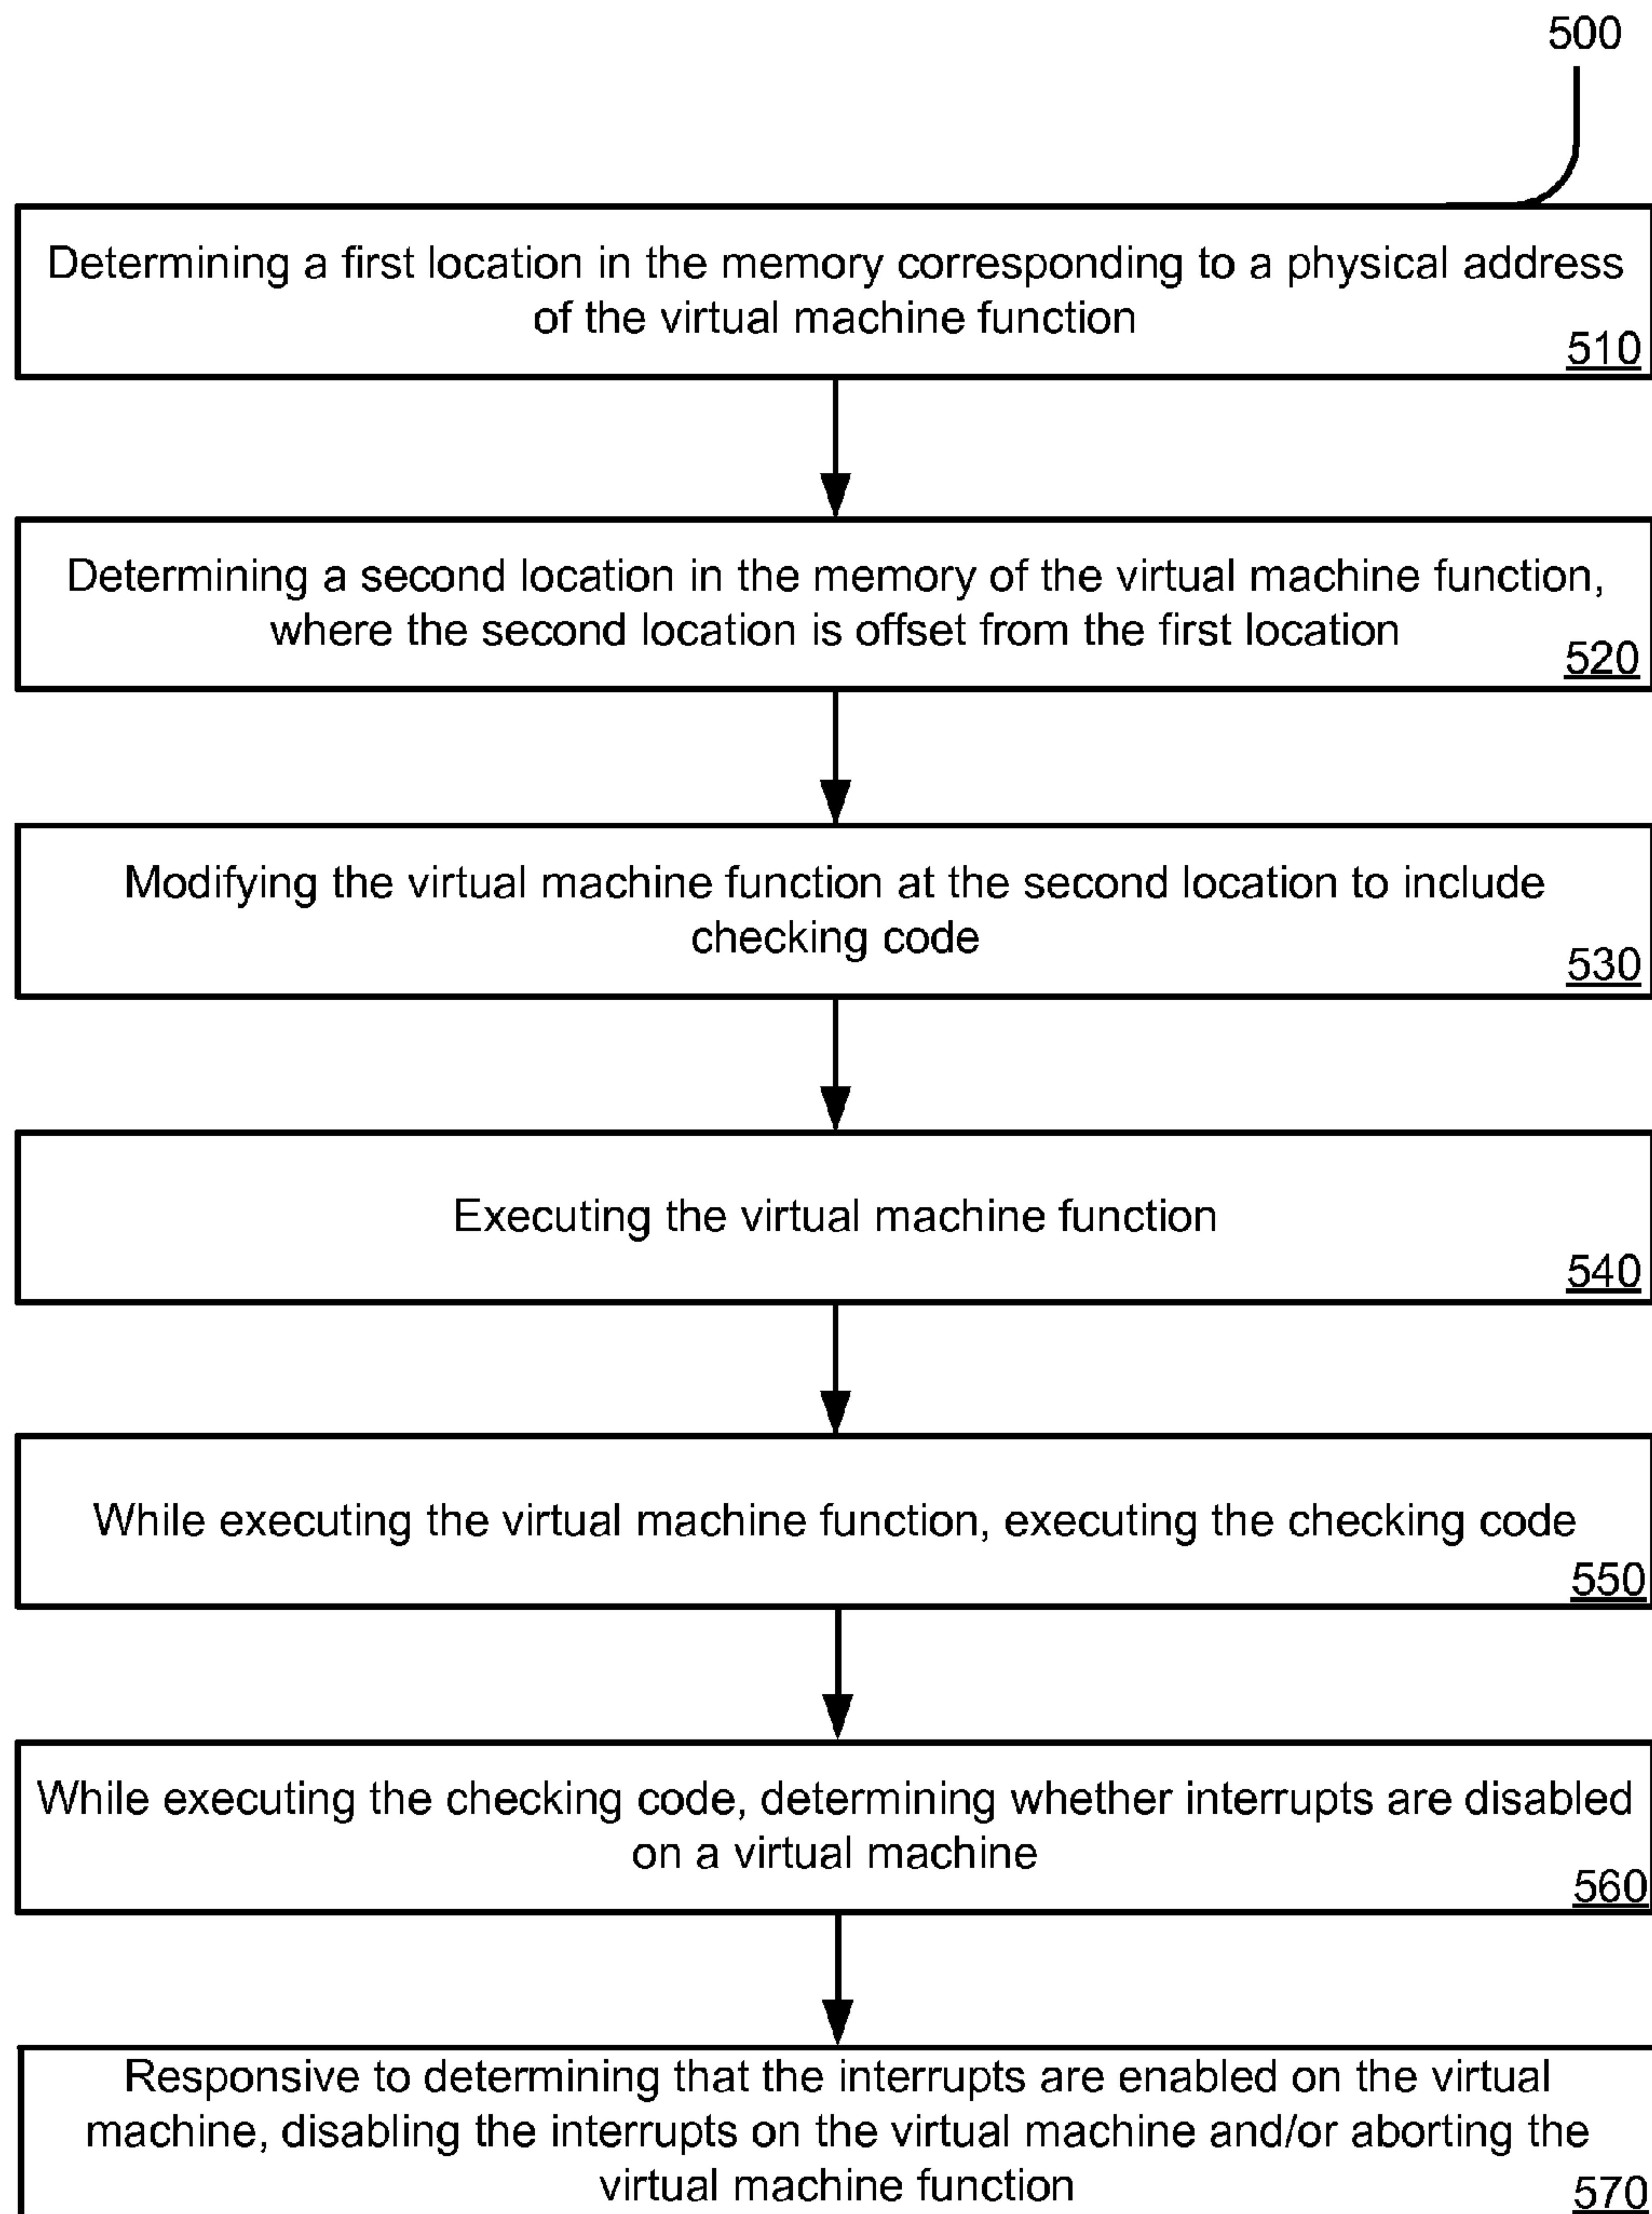 500
Determining a first location in the memory corresponding to a physical address
of the virtual machine function
510
Determining a second location in the memory of the virtual machine function,
where the second location is offset from the first location
520
Modifying the virtual machine function at the second location to include
checking code
530
Executing the virtual machine function
540
While executing the virtual machine function, executing the checking code
550
While executing the checking code, determining whether interrupts are disabled
on a virtual machine
560
Responsive to determining that the interrupts are enabled on the virtual
machine, disabling the interrupts on the virtual machine and/or aborting the
virtual machine function
570